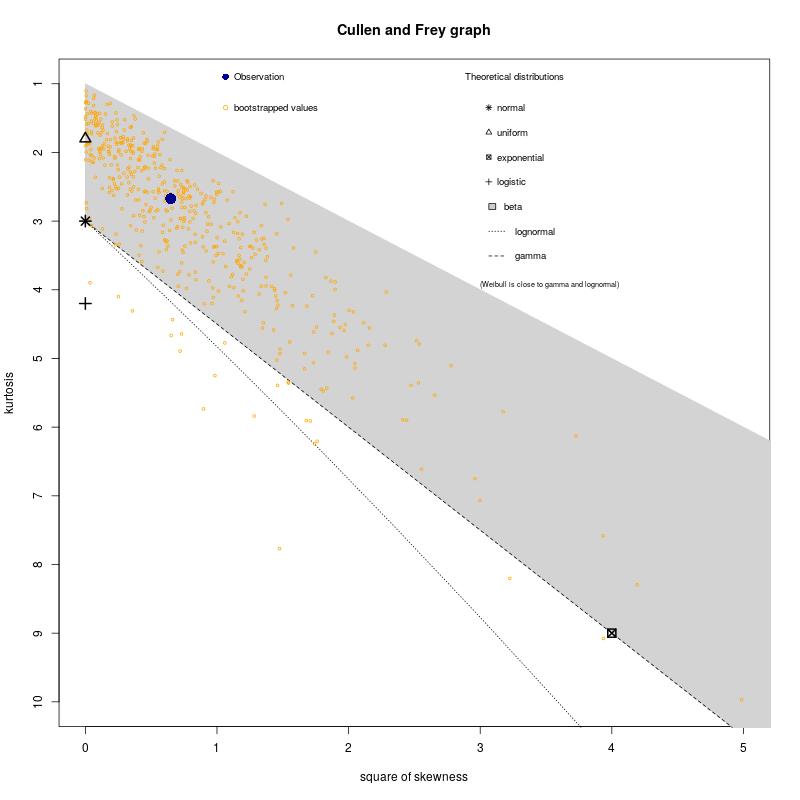 Cullen and Frey graph
Observation
bootstrapped values
Theoretical distributions
normal
uniform
exponential
logistic
beta
lognormal
gamma
(Weibull is close to gamma and lognormal)
kurtosis
1
2
3
4
5
6
7
8
9
10
0 1 2 3 4 5
square of skewness